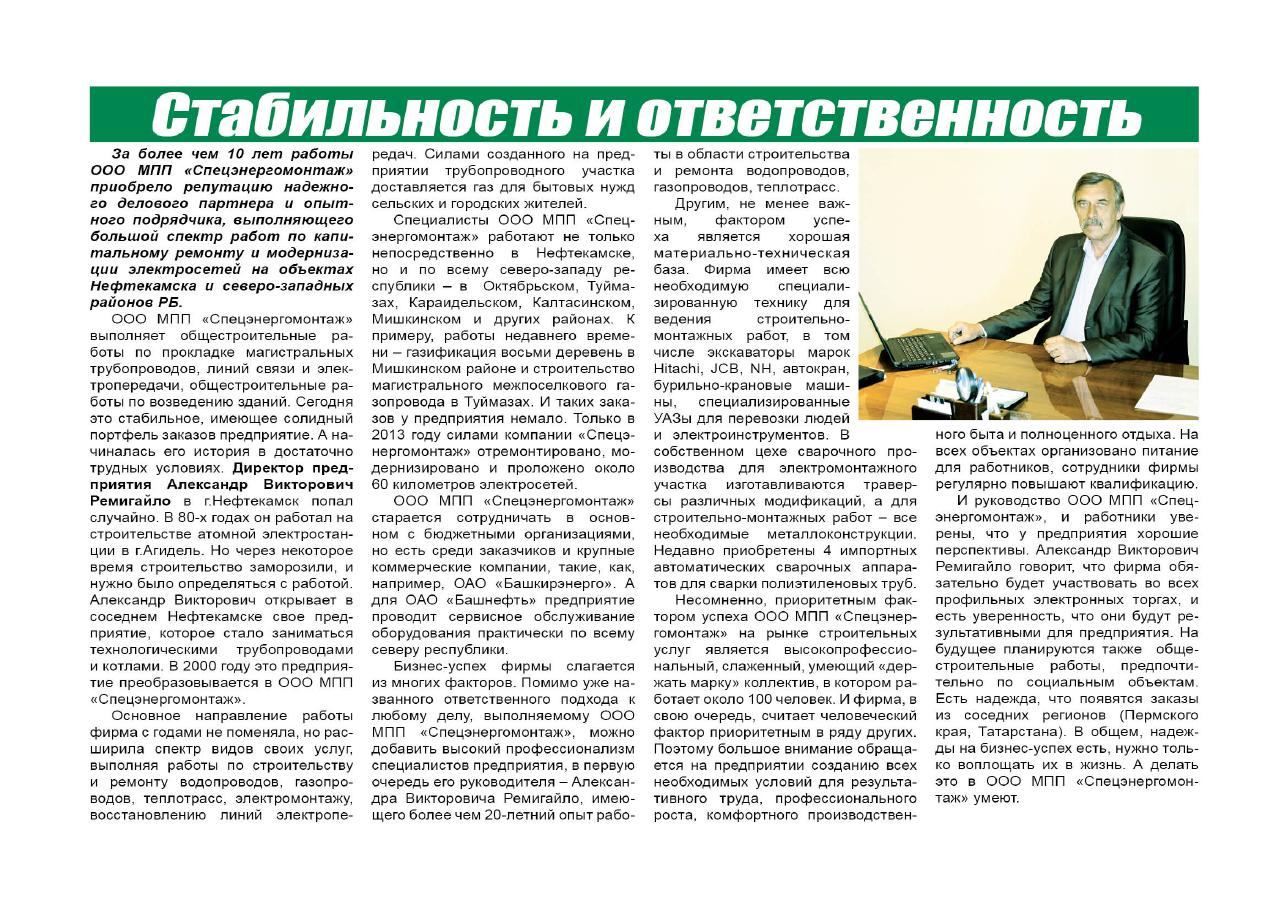 Стабильность и ответственность
За более чем 10 лет работы
ООО МПП «Спецэнергомонтаж»
приобрело репутацию надежно-
го делового партнера и опыт-
ного подрядчика, выполняющего
большой спектр работ по капи-
тальному ремонту и модерниза-
ции электросетей на объектах
Нефтекамска и северо-западных
районов РБ.
ООО МПП «Спецэнергомонтаж»
выполняет общестроительные ра-
боты по прокладке магистральных
трубопроводов, линий связи и элек-
тропередачи, общестроительные ра-
боты по возведению зданий. Сегодня
это стабильное, имеющее солидный
портфель заказов предприятие. А на-
чиналась его история в достаточно
трудных условиях. Директор пред-
приятия Александр Викторович
Ремигайло в г.Нефтекамск попал
случайно. В 80-х годах он работал на
строительстве атомной электростан-
ции в г.Агидель. Но через некоторое
время строительство заморозили, и
нужно было определяться с работой.
Александр Викторович открывает в
соседнем Нефтекамске свое пред-
приятие, которое стало заниматься
технологическими трубопроводами
и котлами. В 2000 году это предприя-
тие преобразовывается в ООО МПП
«Спецэнергомонтаж».
Основное направление работы
фирма с годами не поменяла, но рас-
ширила спектр видов своих услуг,
выполняя работы по строительству
и ремонту водопроводов, газопро-
водов, теплотрасс, электромонтажу,
восстановлению линий электропе-
редач. Силами созданного на пред-
приятии трубопроводного участка
доставляется газ для бытовых нужд
сельских и городских жителей.
Специалисты ООО МПП «Спец-
энергомонтаж» работают не только
непосредственно в Нефтекамске,
но и по всему северо-западу ре-
спублики – в Октябрьском, Туйма-
зах, Караидельском, Калтасинском,
Мишкинском и других районах. К
примеру, работы недавнего време-
ни – газификация восьми деревень в
Мишкинском районе и строительство
магистрального межпоселкового га-
зопровода в Туймазах. И таких зака-
зов у предприятия немало. Только в
2013 году силами компании «Спецэ-
нергомонтаж» отремонтировано, мо-
дернизировано и проложено около
60 километров электросетей.
ООО МПП «Спецэнергомонтаж»
старается сотрудничать в основ-
ном с бюджетными организациями,
но есть среди заказчиков и крупные
коммерческие компании, такие, как,
например, ОАО «Башкирэнерго». А
для ОАО «Башнефть» предприятие
проводит сервисное обслуживание
оборудования практически по всему
северу республики.
Бизнес-успех фирмы слагается
из многих факторов. Помимо уже на-
званного ответственного подхода к
любому делу, выполняемому ООО
МПП «Спецэнергомонтаж», можно
добавить высокий профессионализм
специалистов предприятия, в первую
очередь его руководителя – Алексан-
дра Викторовича Ремигайло, имею-
щего более чем 20-летний опыт рабо-
ты в области строительства
и ремонта водопроводов,
газопроводов, теплотрасс.
Другим, не менее важ-
ным, фактором успе-
ха является хорошая
материально-техническая
база. Фирма имеет всю
необходимую специали-
зированную технику для
ведения строительно-
монтажных работ, в том
числе экскаваторы марок
Hitachi, JCB, NH, автокран,
бурильно-крановые маши-
ны, специализированные
УАЗы для перевозки людей
и электроинструментов. В
собственном цехе сварочного про-
изводства для электромонтажного
участка изготавливаются травер-
сы различных модификаций, а для
строительно-монтажных работ – все
необходимые металлоконструкции.
Недавно приобретены 4 импортных
автоматических сварочных аппара-
тов для сварки полиэтиленовых труб.
Несомненно, приоритетным фак-
тором успеха ООО МПП «Спецэнер-
гомонтаж» на рынке строительных
услуг является высокопрофессио-
нальный, слаженный, умеющий «дер-
жать марку» коллектив, в котором ра-
ботает около 100 человек. И фирма, в
свою очередь, считает человеческий
фактор приоритетным в ряду других.
Поэтому большое внимание обраща-
ется на предприятии созданию всех
необходимых условий для результа-
тивного труда, профессионального
роста, комфортного производствен-
ного быта и полноценного отдыха. На
всех объектах организовано питание
для работников, сотрудники фирмы
регулярно повышают квалификацию.
И руководство ООО МПП «Спец-
энергомонтаж», и работники уве-
рены, что у предприятия хорошие
перспективы. Александр Викторович
Ремигайло говорит, что фирма обя-
зательно будет участвовать во всех
профильных электронных торгах, и
есть уверенность, что они будут ре-
зультативными для предприятия. На
будущее планируются также обще-
строительные работы, предпочти-
тельно по социальным объектам.
Есть надежда, что появятся заказы
из соседних регионов (Пермского
края, Татарстана). В общем, надеж-
ды на бизнес-успех есть, нужно толь-
ко воплощать их в жизнь. А делать
это в ООО МПП «Спецэнергомон-
таж» умеют.